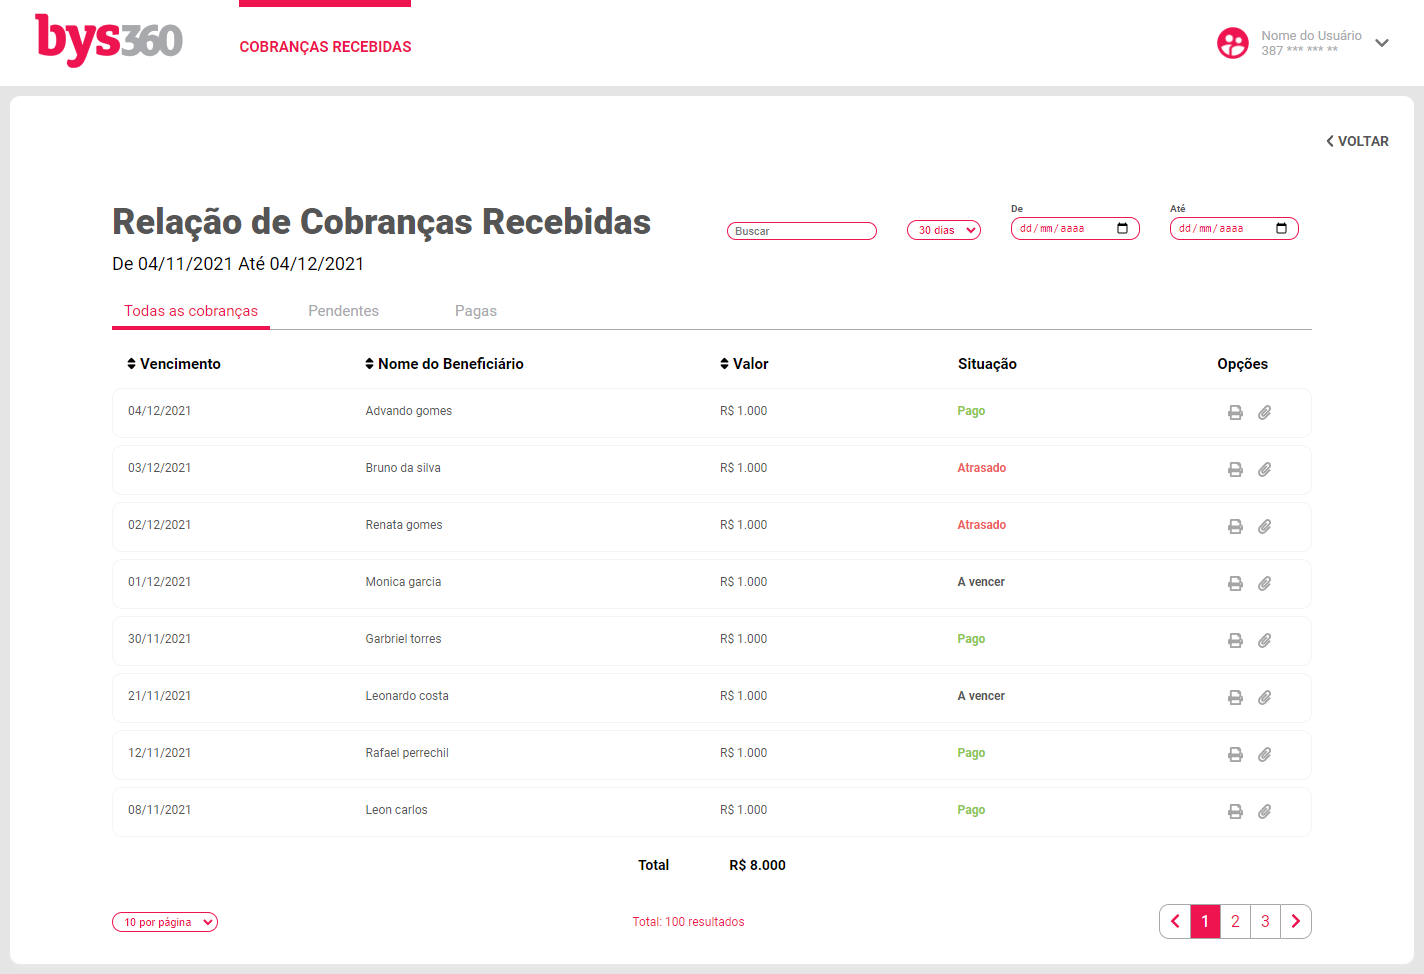 bys360
COBRANÇAS RECEBIDAS
Nome do Usuário
387 *** *** **
VOLTAR
Relação de Cobranças Recebidas
Buscar
30 dias
De
dd/mm/aaaa
Até
dd/mm/aaaa
De 04/11/2021 Até 04/12/2021
Todas as cobranças Pendentes Pagas
Vencimento Nome do Beneficiário Valor Situação Opções
04/12/2021 Advando gomes R$ 1.000 Pago
03/12/2021 Bruno da silva R$ 1.000 Atrasado
02/12/2021 Renata gomes R$ 1.000 Atrasado
01/12/2021 Monica garcia R$ 1.000 A vencer
30/11/2021 Garbriel torres R$ 1.000 Pago
21/11/2021 Leonardo costa R$ 1.000 A vencer
12/11/2021 Rafael perrechil R$ 1.000 Pago
08/11/2021 Leon carlos R$ 1.000 Pago
Total R$ 8.000
10 por página Total: 100 resultados 1 2 3